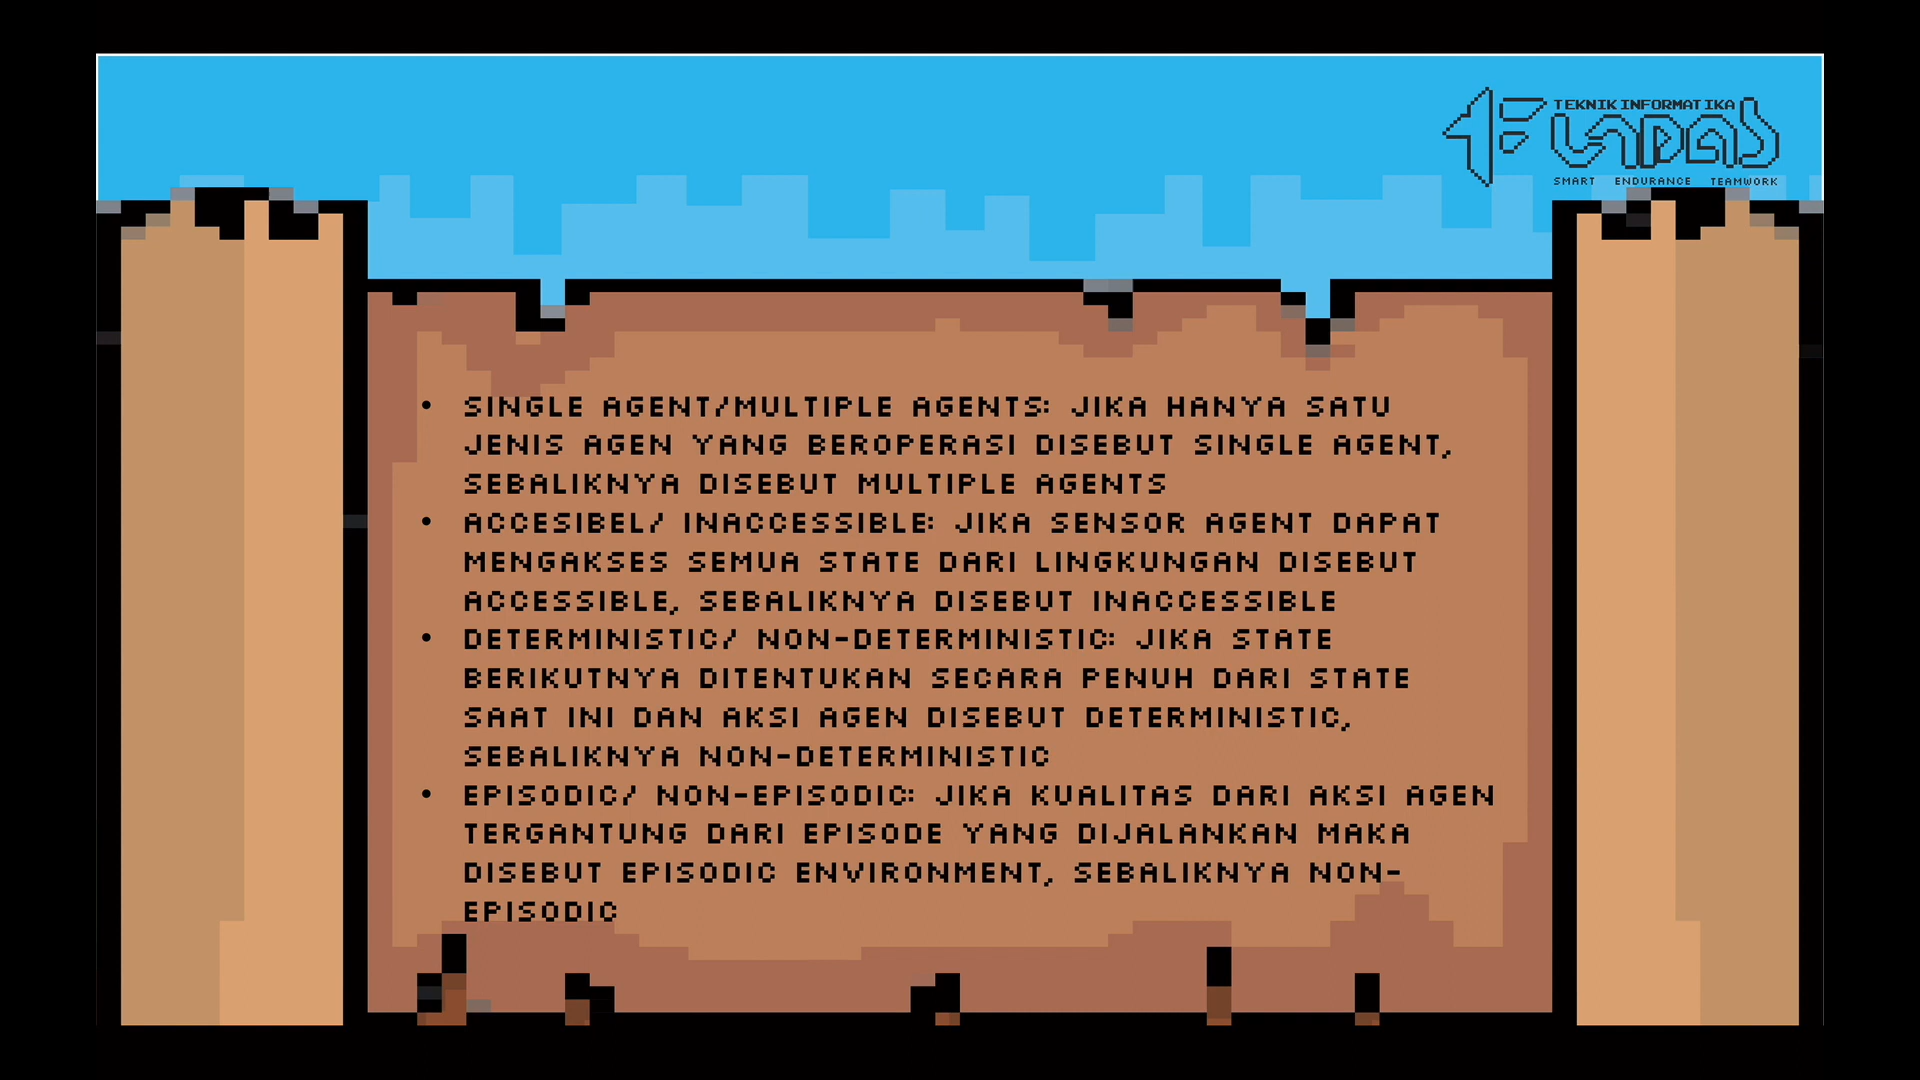 TEKNIK INFORMATIKA
UNPAS
SMART ENDURANCE TEAMWORK
• SINGLE AGENT/MULTIPLE AGENTS: JIKA HANYA SATU
JENIS AGEN YANG BEROPERASI DISEBUT SINGLE AGENT,
SEBALIKNYA DISEBUT MULTIPLE AGENTS
• ACCESIBEL/ INACCESSIBLE: JIKA SENSOR AGENT DAPAT
MENGAKSES SEMUA STATE DARI LINGKUNGAN DISEBUT
ACCESSIBLE, SEBALIKNYA DISEBUT INACCESSIBLE
• DETERMINISTIC/ NON-DETERMINISTIC: JIKA STATE
BERIKUTNYA DITENTUKAN SECARA PENUH DARI STATE
SAAT INI DAN AKSI AGEN DISEBUT DETERMINISTIC,
SEBALIKNYA NON-DETERMINISTIC
• EPISODIC/ NON-EPISODIC: JIKA KUALITAS DARI AKSI AGEN
TERGANTUNG DARI EPISODE YANG DIJALANKAN MAKA
DISEBUT EPISODIC ENVIRONMENT, SEBALIKNYA NON-
EPISODIC